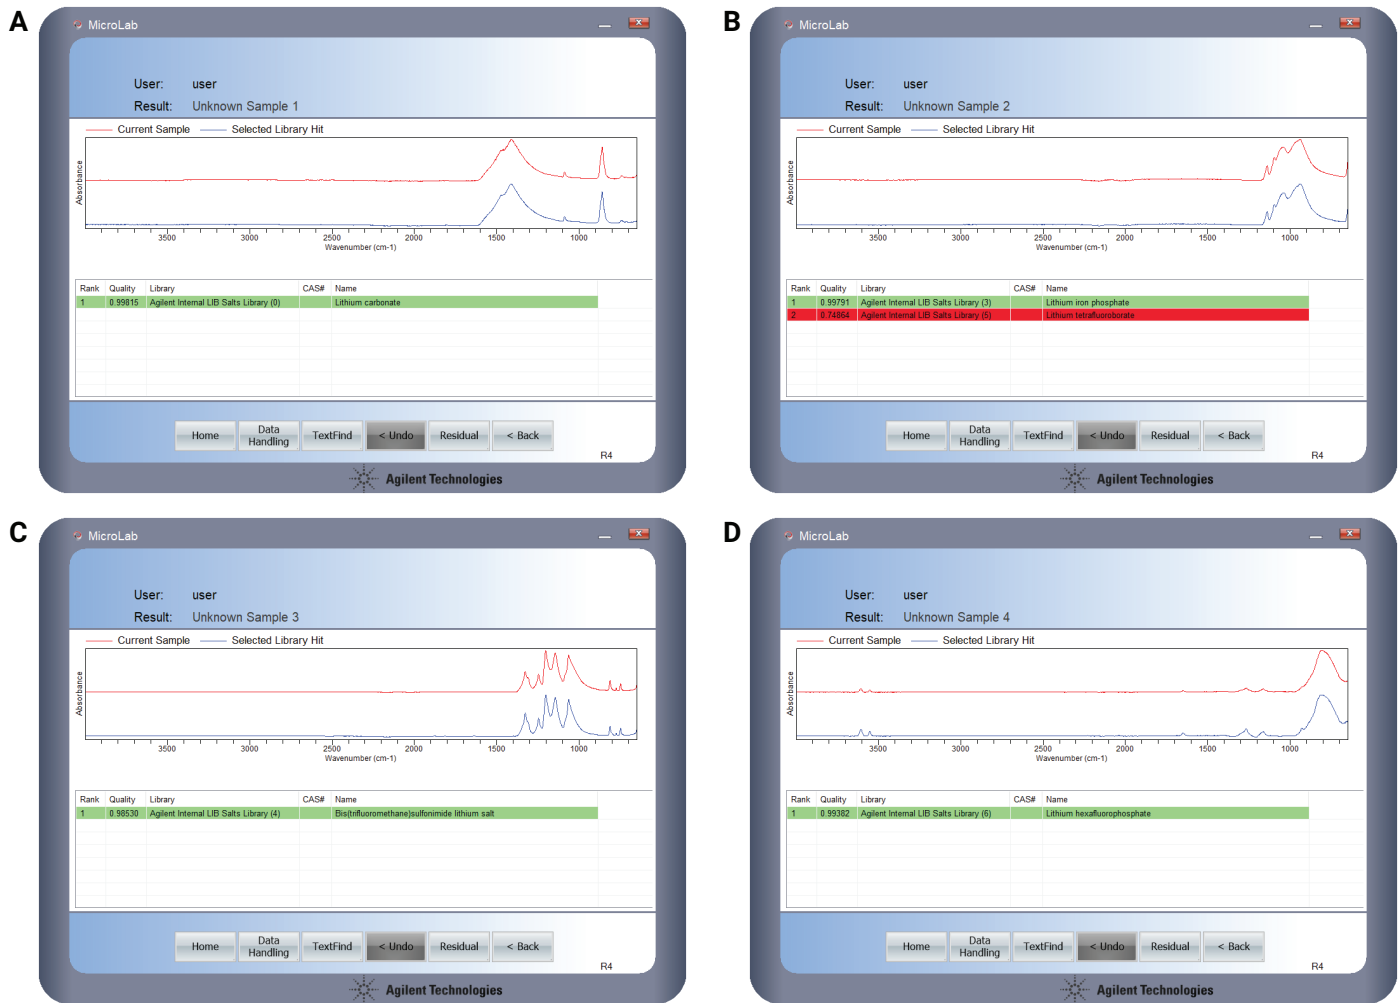 A
MicroLab
User: user
Result: Unknown Sample 1
Current Sample Selected Library Hit
Absorbance
3500 3000 2500 2000 1500 1000
Wavenumber (cm-1)
Rank Quality Library CAS# Name
1 0.99815 Agilent Internal LIB Salts Library (0) Lithium carbonate
Home Data Handling TextFind < Undo Residual < Back
R4
Agilent Technologies
B
MicroLab
User: user
Result: Unknown Sample 2
Current Sample Selected Library Hit
Absorbance
3500 3000 2500 2000 1500 1000
Wavenumber (cm-1)
Rank Quality Library CAS# Name
1 0.99791 Agilent Internal LIB Salts Library (3) Lithium iron phosphate
2 0.74864 Agilent Internal LIB Salts Library (5) Lithium tetrafluoroborate
Home Data Handling TextFind < Undo Residual < Back
R4
Agilent Technologies
C
MicroLab
User: user
Result: Unknown Sample 3
Current Sample Selected Library Hit
Absorbance
3500 3000 2500 2000 1500 1000
Wavenumber (cm-1)
Rank Quality Library CAS# Name
1 0.98530 Agilent Internal LIB Salts Library (4) Bis(trifluoromethane)sulfonimide lithium salt
Home Data Handling TextFind < Undo Residual < Back
R4
Agilent Technologies
D
MicroLab
User: user
Result: Unknown Sample 4
Current Sample Selected Library Hit
Absorbance
3500 3000 2500 2000 1500 1000
Wavenumber (cm-1)
Rank Quality Library CAS# Name
1 0.99382 Agilent Internal LIB Salts Library (6) Lithium hexafluorophosphate
Home Data Handling TextFind < Undo Residual < Back
R4
Agilent Technologies